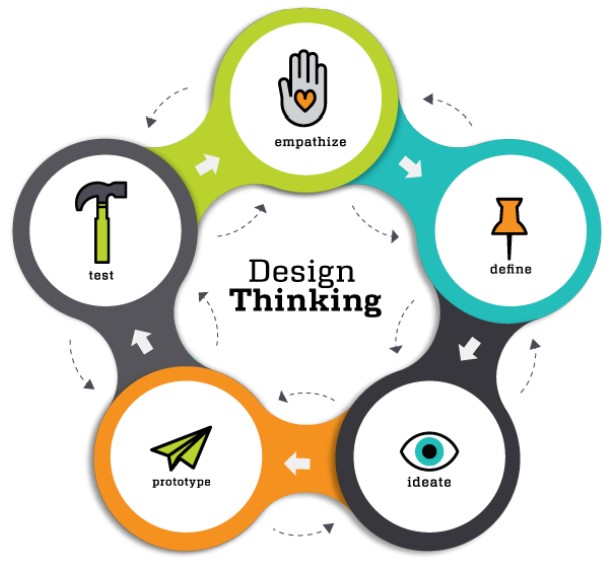 empathize
define
ideate
prototype
test
Design
Thinking